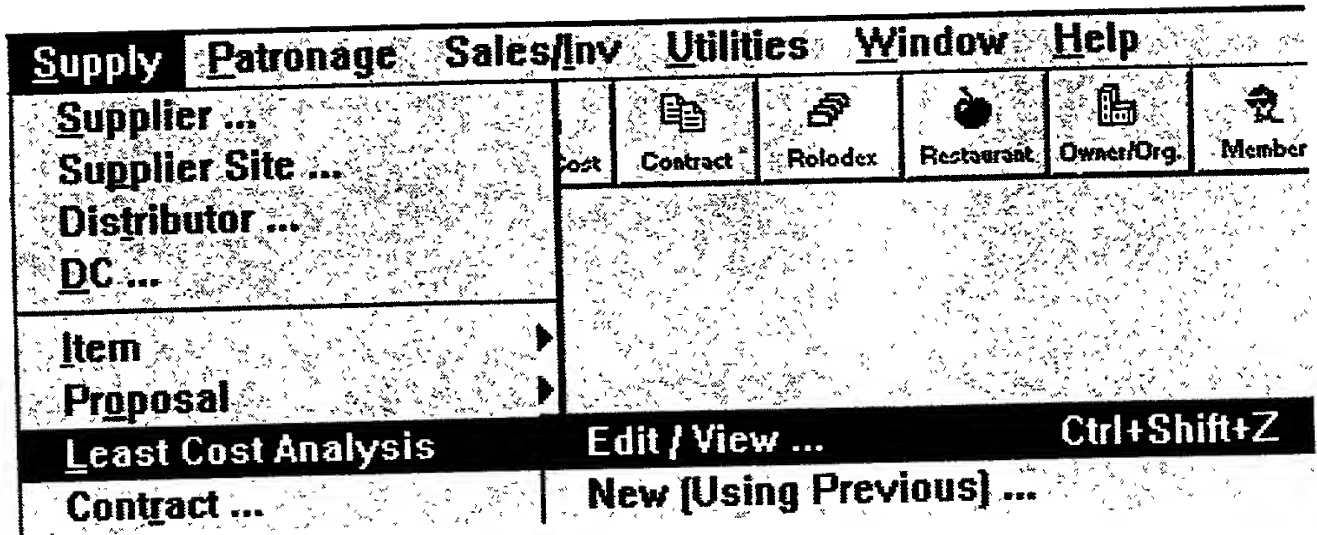 Supply Patronage Sales/Inv Utilities Window Help
Supplier ...
Supplier Site ...
Distributor ...
DC ...
Item
Proposal
Least Cost Analysis
Contract ...
Cost Contract Rolodex Restaurant Owner/Org. Member
Edit / View ... Ctrl+Shift+Z
New (Using Previous) ...